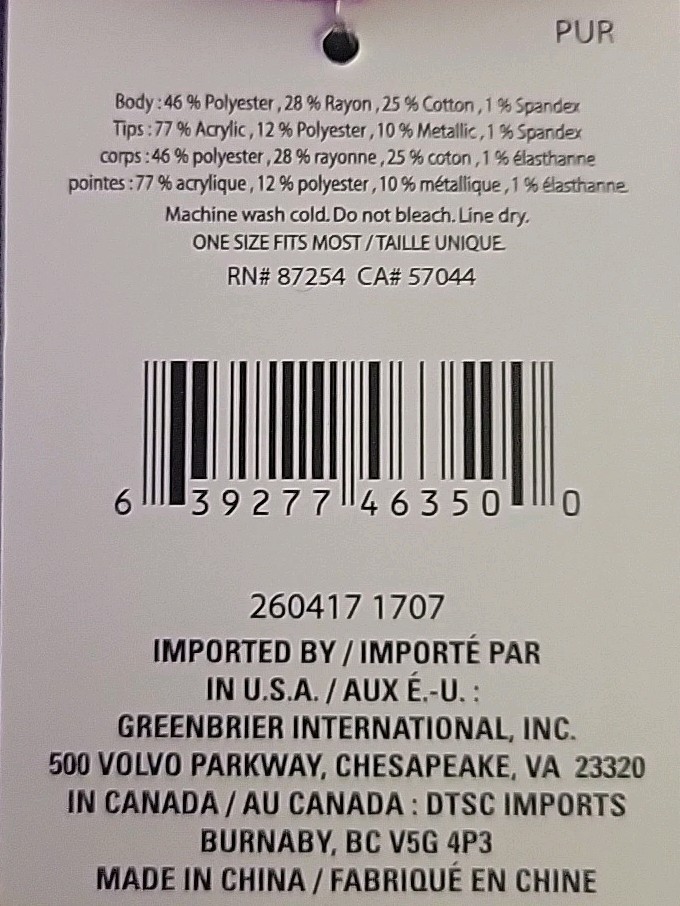 PUR
Body : 46 % Polyester , 28 % Rayon , 25 % Cotton , 1 % Spandex
Tips : 77 % Acrylic , 12 % Polyester , 10 % Metallic , 1 % Spandex
corps : 46 % polyester , 28 % rayonne , 25 % coton , 1 % élasthanne
pointes : 77 % acrylique , 12 % polyester , 10 % métallique , 1 % élasthanne
Machine wash cold. Do not bleach. Line dry.
ONE SIZE FITS MOST / TAILLE UNIQUE
RN# 87254 CA# 57044
6 39277 46350 0
260417 1707
IMPORTED BY / IMPORTÉ PAR
IN U.S.A. / AUX É.-U. :
GREENBRIER INTERNATIONAL, INC.
500 VOLVO PARKWAY, CHESAPEAKE, VA 23320
IN CANADA / AU CANADA : DTSC IMPORTS
BURNABY, BC V5G 4P3
MADE IN CHINA / FABRIQUÉ EN CHINE